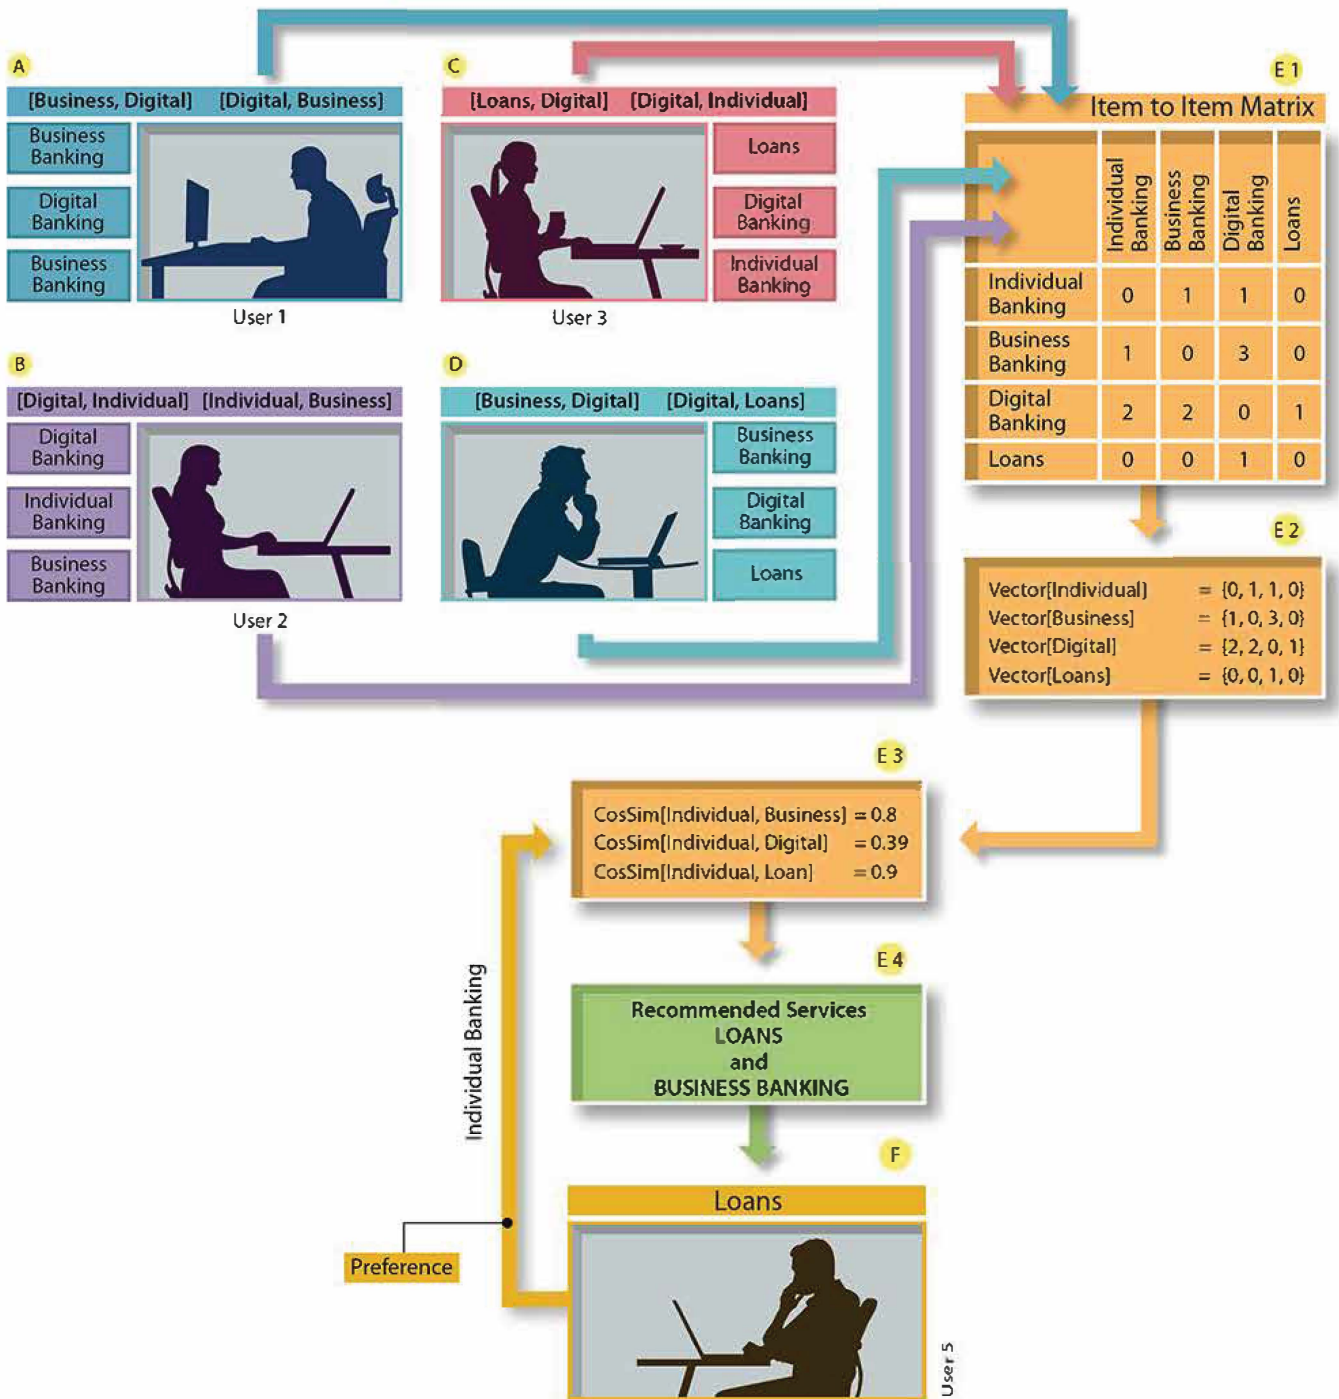 A
[Business, Digital] [Digital, Business]
Business
Banking
Digital
Banking
Business
Banking
User 1
C
[Loans, Digital] [Digital, Individual]
Loans
Digital
Banking
Individual
Banking
User 3
B
[Digital, Individual] [Individual, Business]
Digital
Banking
Individual
Banking
Business
Banking
User 2
D
[Business, Digital] [Digital, Loans]
Business
Banking
Digital
Banking
Loans
E 1
Item to Item Matrix
Individual
Banking
Business
Banking
Digital
Banking
Loans
Individual
Banking
0 1 1 0
Business
Banking
1 0 3 0
Digital
Banking
2 2 0 1
Loans 0 0 1 0
E 2
Vector[Individual] = {0, 1, 1, 0}
Vector[Business] = {1, 0, 3, 0}
Vector[Digital] = {2, 2, 0, 1}
Vector[Loans] = {0, 0, 1, 0}
E 3
CosSim[Individual, Business] = 0.8
CosSim[Individual, Digital] = 0.39
CosSim[Individual, Loan] = 0.9
E 4
Recommended Services
LOANS
and
BUSINESS BANKING
Individual Banking
Preference
F
Loans
User 5